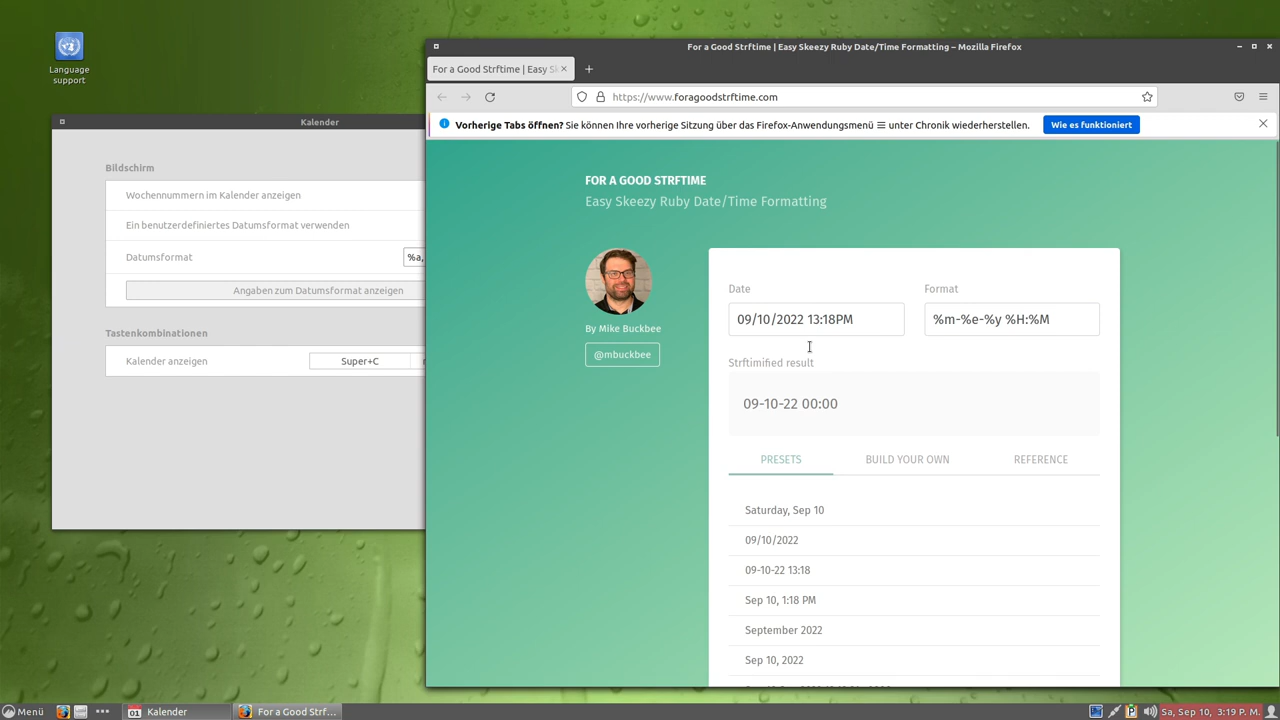 Language
support
Kalender
Bildschirm
Wochennummern im Kalender anzeigen
Ein benutzerdefiniertes Datumsformat verwenden
Datumsformat
%a,
Angaben zum Datumsformat anzeigen
Tastenkombinationen
Kalender anzeigen
Super+C
For a Good Strftime | Easy Skeezy Ruby Date/Time Formatting – Mozilla Firefox
For a Good Strftime | Easy Sk
https://www.foragoodstrftime.com
Vorherige Tabs öffnen? Sie können Ihre vorherige Sitzung über das Firefox-Anwendungsmenü ☰ unter Chronik wiederherstellen.
Wie es funktioniert
FOR A GOOD STRFTIME
Easy Skeezy Ruby Date/Time Formatting
By Mike Buckbee
@mbuckbee
Date
Format
09/10/2022 13:18PM
%m-%e-%y %H:%M
Strftimified result
09-10-22 00:00
PRESETS
BUILD YOUR OWN
REFERENCE
Saturday, Sep 10
09/10/2022
09-10-22 13:18
Sep 10, 1:18 PM
September 2022
Sep 10, 2022
Menü
01
Kalender
For a Good Strf...
Sa, Sep 10, 3:19 P. M.